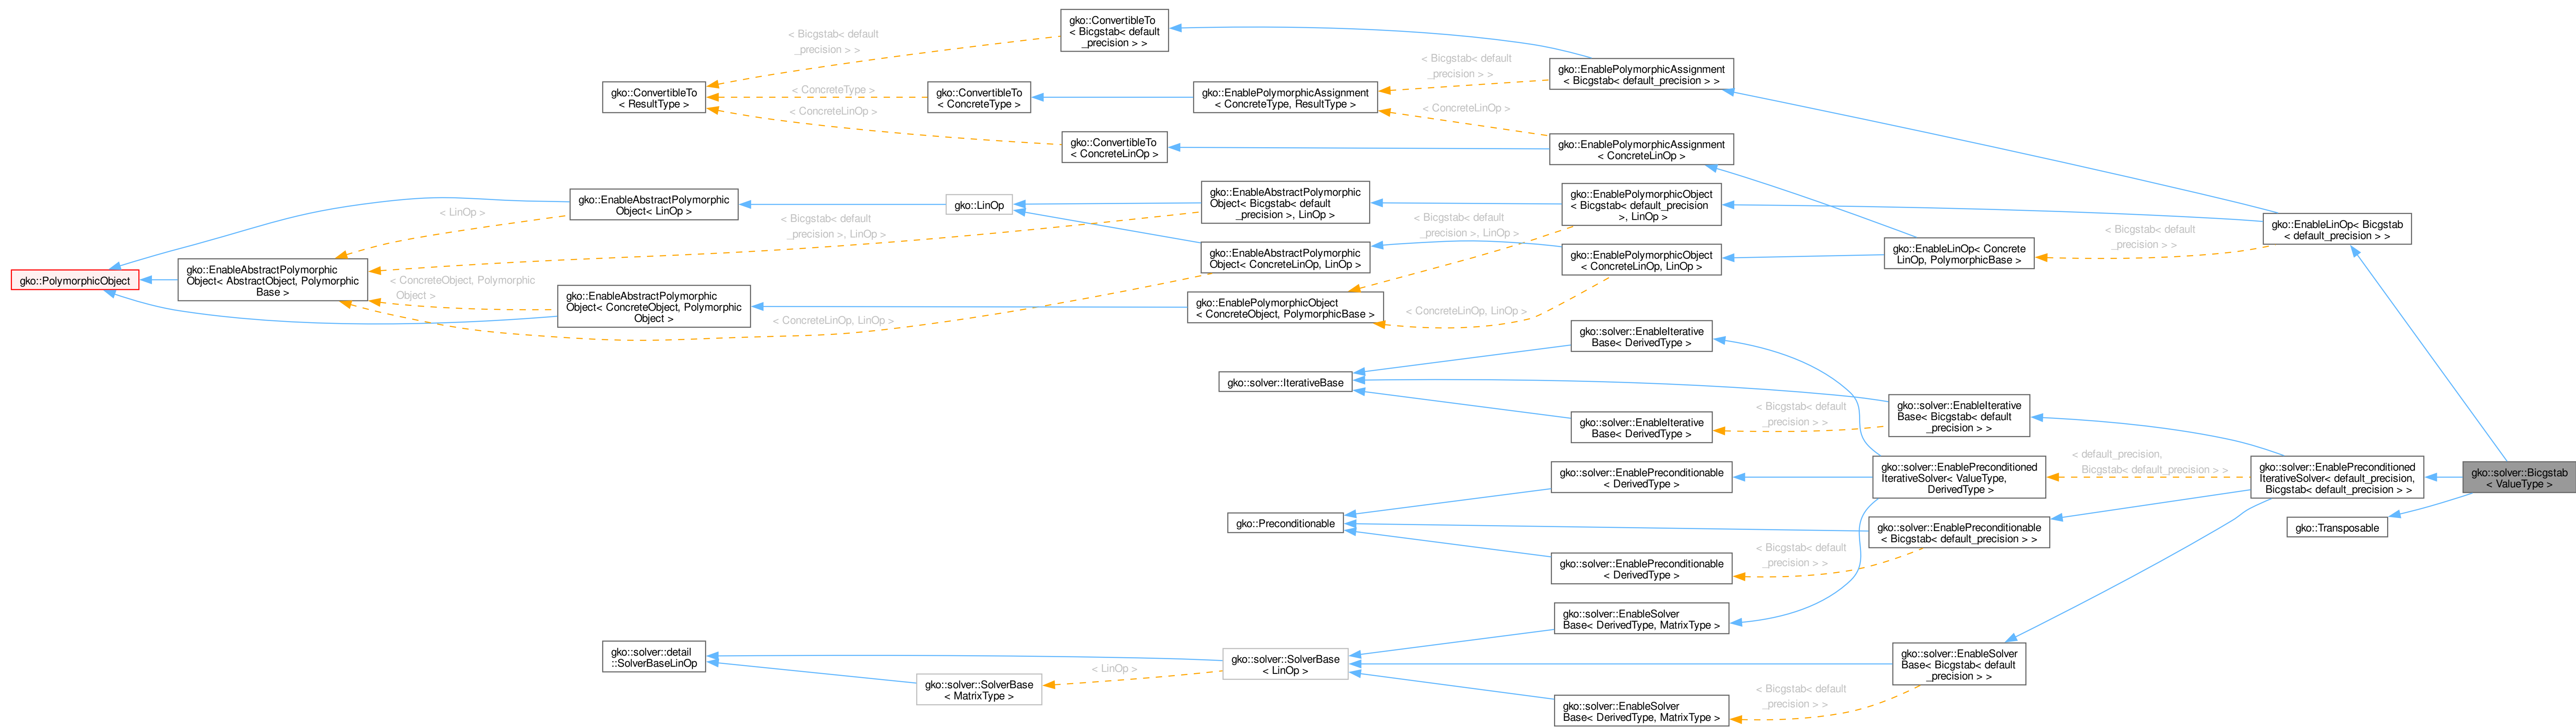 gko::ConvertibleTo
< Bicgstab< default
_precision > >
< Bicgstab< default
_precision > >
gko::ConvertibleTo
< ResultType >
< ConcreteType >
gko::ConvertibleTo
< ConcreteType >
gko::EnablePolymorphicAssignment
< ConcreteType, ResultType >
< Bicgstab< default
_precision > >
gko::EnablePolymorphicAssignment
< Bicgstab< default_precision > >
< ConcreteLinOp >
< ConcreteLinOp >
gko::ConvertibleTo
< ConcreteLinOp >
gko::EnablePolymorphicAssignment
< ConcreteLinOp >
gko::EnableAbstractPolymorphic
Object< LinOp >
< LinOp >
gko::LinOp
gko::EnableAbstractPolymorphic
Object< Bicgstab< default
_precision >, LinOp >
gko::EnablePolymorphicObject
< Bicgstab< default_precision
>, LinOp >
< Bicgstab< default
_precision >, LinOp >
< Bicgstab< default
_precision >, LinOp >
gko::EnableLinOp< Bicgstab
< default_precision > >
< Bicgstab< default
_precision > >
gko::EnableLinOp< Concrete
LinOp, PolymorphicBase >
gko::EnableAbstractPolymorphic
Object< ConcreteLinOp, LinOp >
gko::EnablePolymorphicObject
< ConcreteLinOp, LinOp >
gko::PolymorphicObject
gko::EnableAbstractPolymorphic
Object< AbstractObject, Polymorphic
Base >
< ConcreteObject, Polymorphic
Object >
gko::EnableAbstractPolymorphic
Object< ConcreteObject, Polymorphic
Object >
gko::EnablePolymorphicObject
< ConcreteObject, PolymorphicBase >
< ConcreteLinOp, LinOp >
< ConcreteLinOp, LinOp >
gko::solver::EnableIterative
Base< DerivedType >
gko::solver::IterativeBase
gko::solver::EnableIterative
Base< DerivedType >
< Bicgstab< default
_precision > >
gko::solver::EnableIterative
Base< Bicgstab< default
_precision > >
gko::solver::EnablePreconditionable
< DerivedType >
gko::solver::EnablePreconditioned
IterativeSolver< ValueType,
DerivedType >
< default_precision,
Bicgstab< default_precision > >
gko::solver::EnablePreconditioned
IterativeSolver< default_precision,
Bicgstab< default_precision > >
gko::solver::Bicgstab
< ValueType >
gko::Preconditionable
gko::solver::EnablePreconditionable
< Bicgstab< default_precision > >
gko::Transposable
gko::solver::EnablePreconditionable
< DerivedType >
< Bicgstab< default
_precision > >
gko::solver::EnableSolver
Base< DerivedType, MatrixType >
gko::solver::detail
::SolverBaseLinOp
gko::solver::SolverBase
< MatrixType >
< LinOp >
gko::solver::SolverBase
< LinOp >
gko::solver::EnableSolver
Base< Bicgstab< default
_precision > >
gko::solver::EnableSolver
Base< DerivedType, MatrixType >
< Bicgstab< default
_precision > >